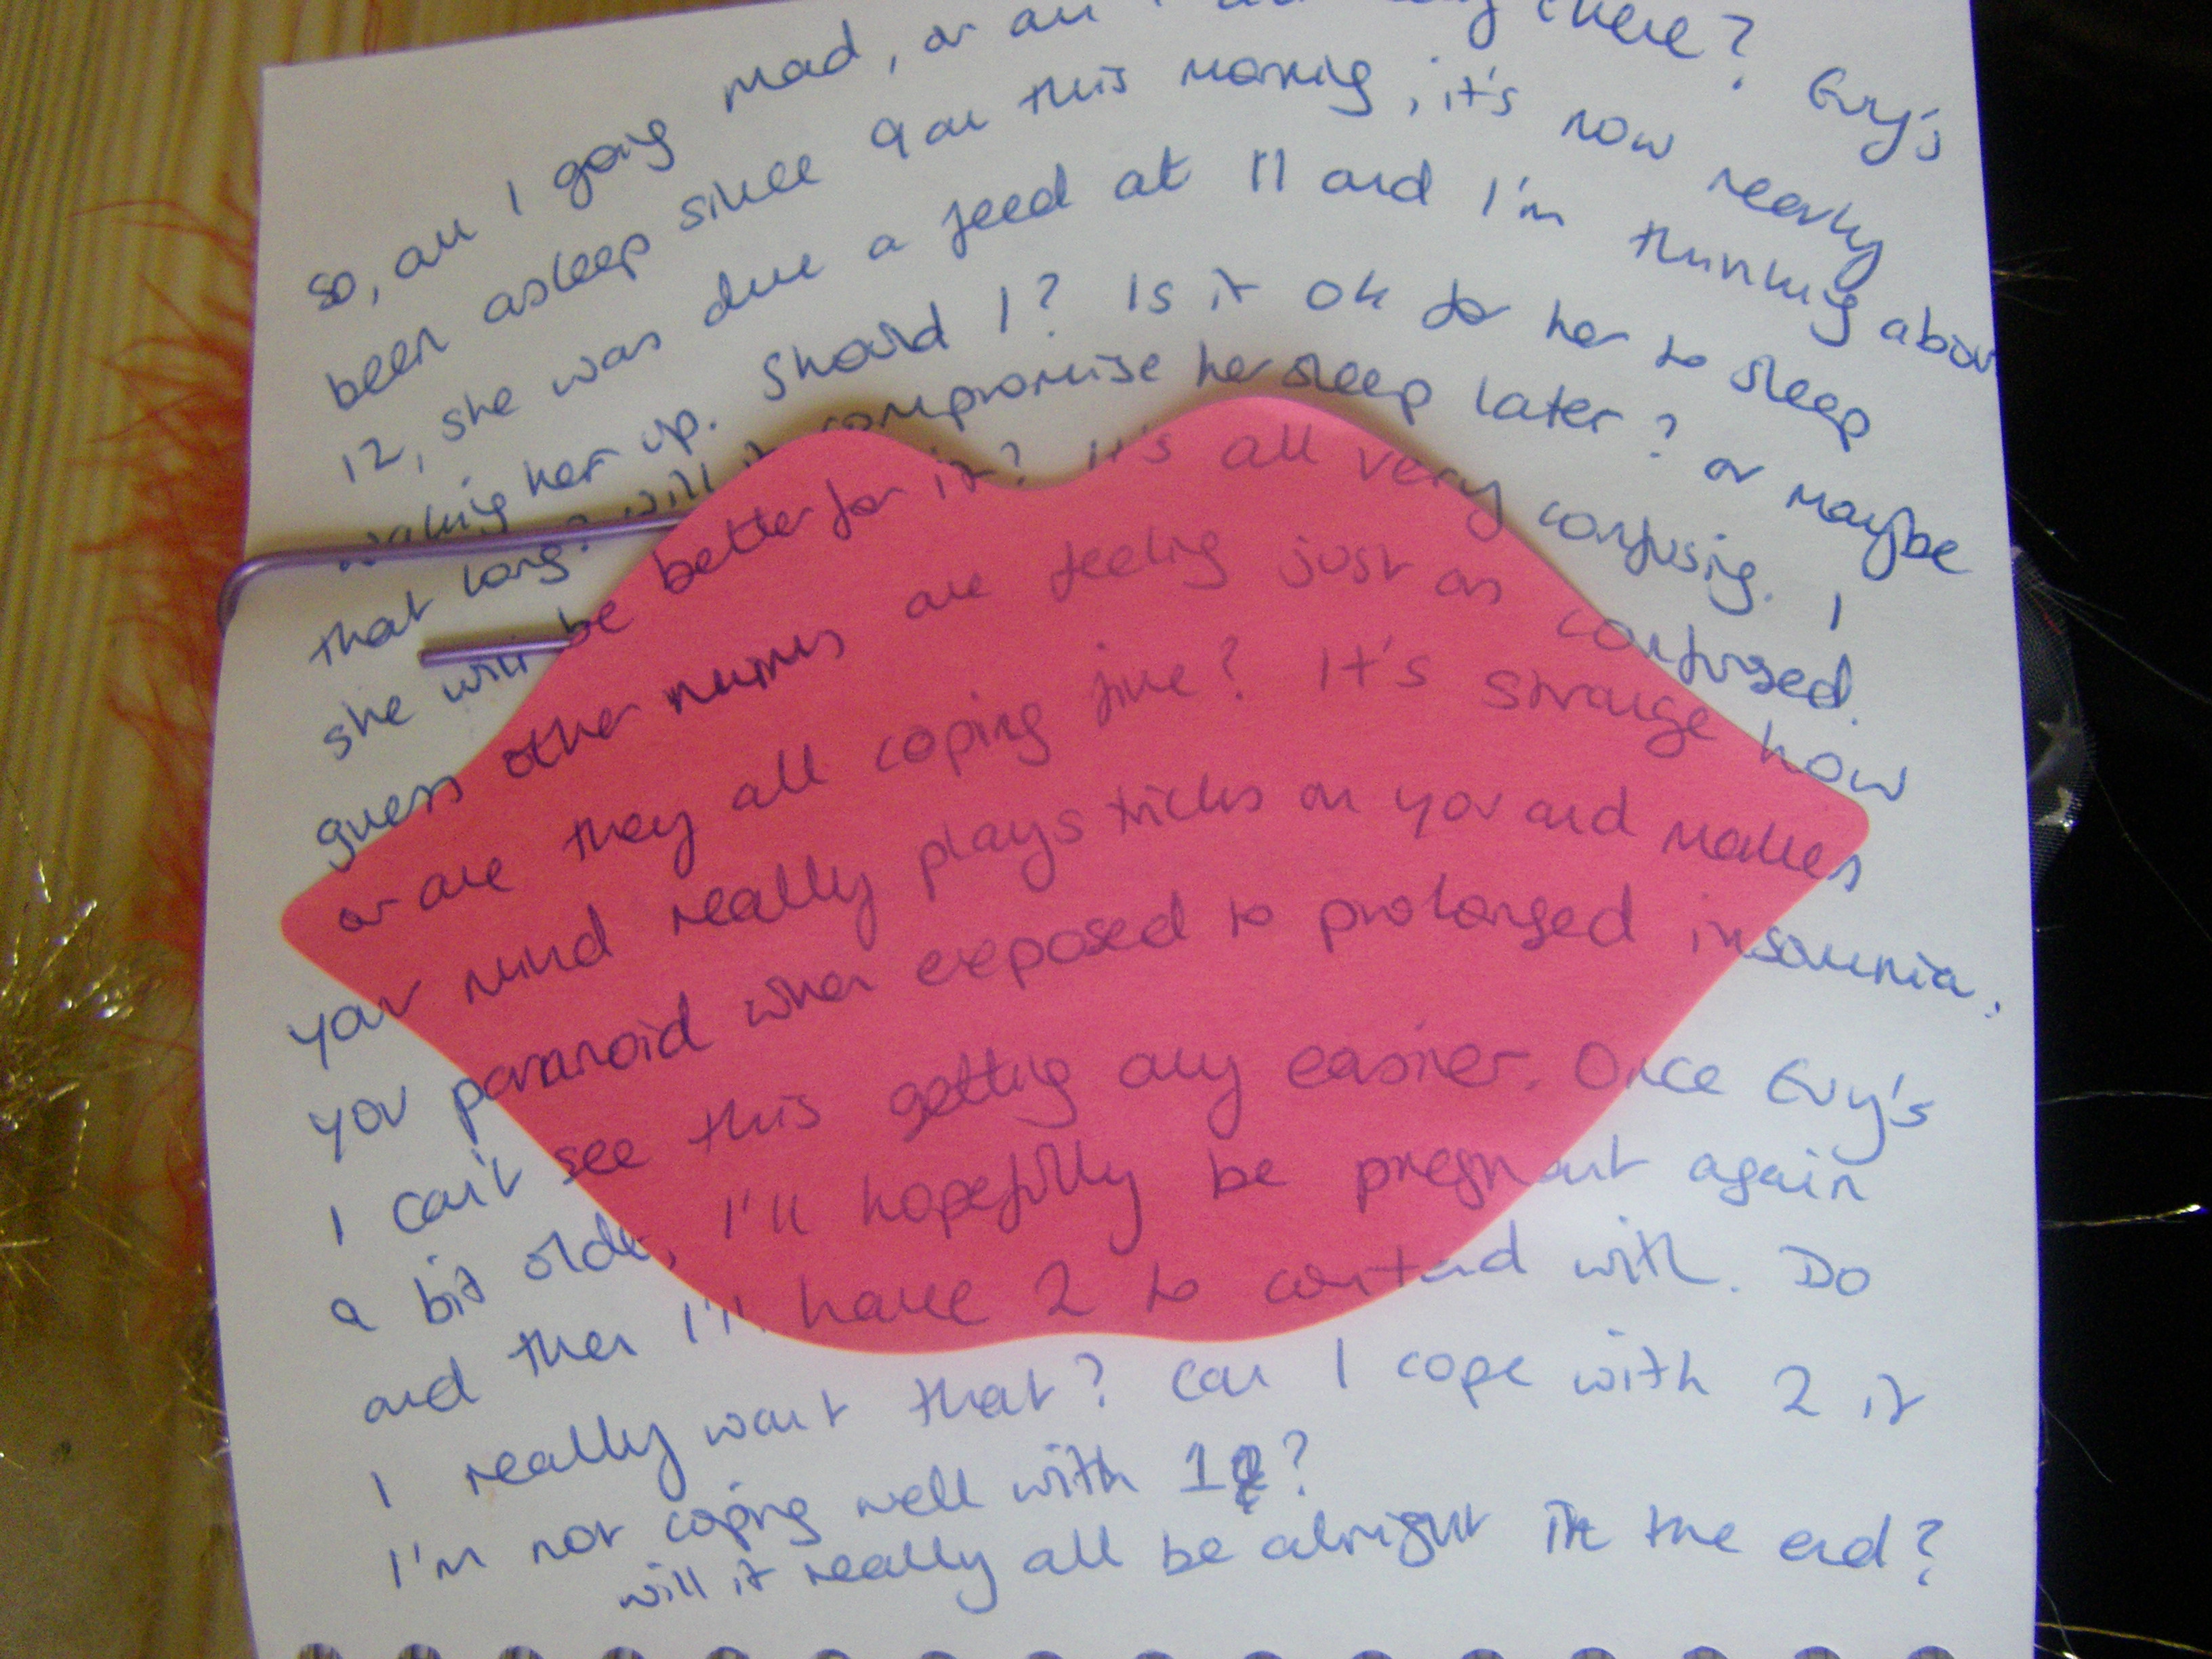 So, am I going mad, or am I already there? Evy's
been asleep since 9am this morning, it's now nearly
12, she was due a feed at 11 and I'm thinking about
waking her up. Should I? Is it ok for her to sleep
that long? will it compromise her sleep later? or maybe
she will be better for it? It's all very confusing. I
guess other mums are feeling just as confused.
or are they all coping fine? It's strange how
your mind really plays tricks on you and makes
you paranoid when exposed to prolonged insomnia.
I can't see this getting any easier. Once Evy's
a bit older, I'll hopefully be pregnant again
and then I'll have 2 to contend with. Do
I really want that? Can I cope with 2 if
I'm not coping well with 1?
will it really all be alright in the end?